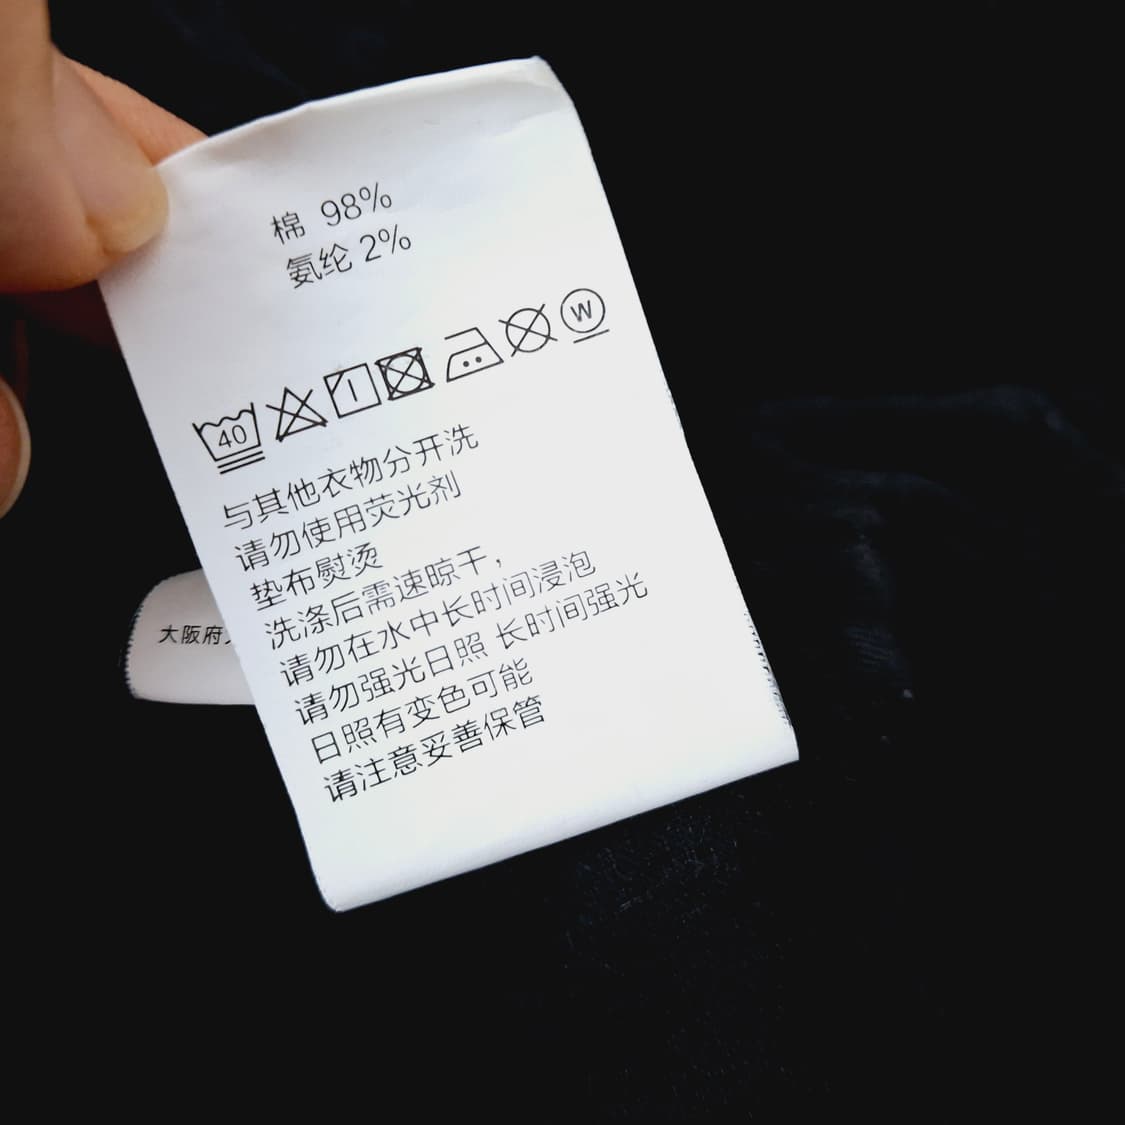 棉 98%
氨纶 2%
40
W
与其他衣物分开洗
请勿使用荧光剂
垫布熨烫
洗涤后需速晾干，
请勿在水中长时间浸泡
请勿强光日照 长时间强光
日照有变色可能
请注意妥善保管
大阪府